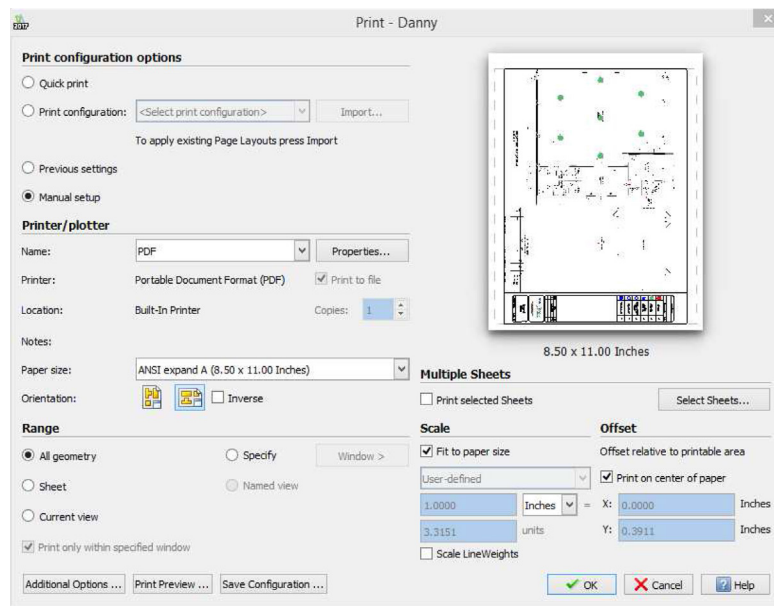 2017
Print - Danny
Print configuration options
Quick print
Print configuration: <Select print configuration> Import...
To apply existing Page Layouts press Import
Previous settings
Manual setup
Printer/plotter
Name: PDF Properties...
Printer: Portable Document Format (PDF) Print to file
Location: Built-In Printer Copies: 1
Notes:
Paper size: ANSI expand A (8.50 x 11.00 Inches)
Orientation: Inverse
Range
All geometry Specify Window >
Sheet Named view
Current view
Print only within specified window
Additional Options ... Print Preview ... Save Configuration ...
8.50 x 11.00 Inches
Multiple Sheets
Print selected Sheets Select Sheets...
Scale
Fit to paper size
User-defined
1.0000 Inches =
3.3151 units
Scale LineWeights
Offset
Offset relative to printable area
Print on center of paper
X: 0.0000 Inches
Y: 0.3911 Inches
OK Cancel Help